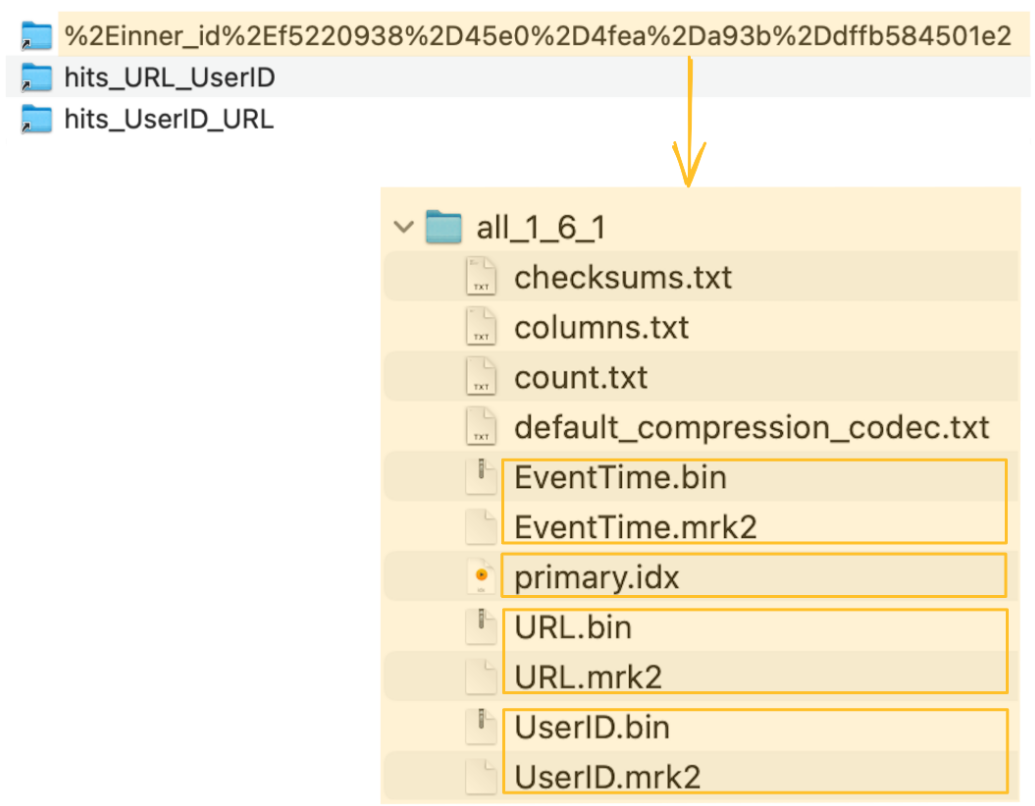 %2Einner_id%2Ef5220938%2D45e0%2D4fea%2Da93b%2Ddffb584501e2
hits_URL_UserID
hits_UserID_URL
all_1_6_1
TXT checksums.txt
TXT columns.txt
TXT count.txt
TXT default_compression_codec.txt
EventTime.bin
EventTime.mrk2
primary.idx
URL.bin
URL.mrk2
UserID.bin
UserID.mrk2